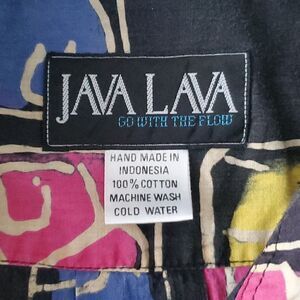 JAVA LAVA
GO WITH THE FLOW
HAND MADE IN
INDONESIA
100% COTTON
MACHINE WASH
COLD WATER